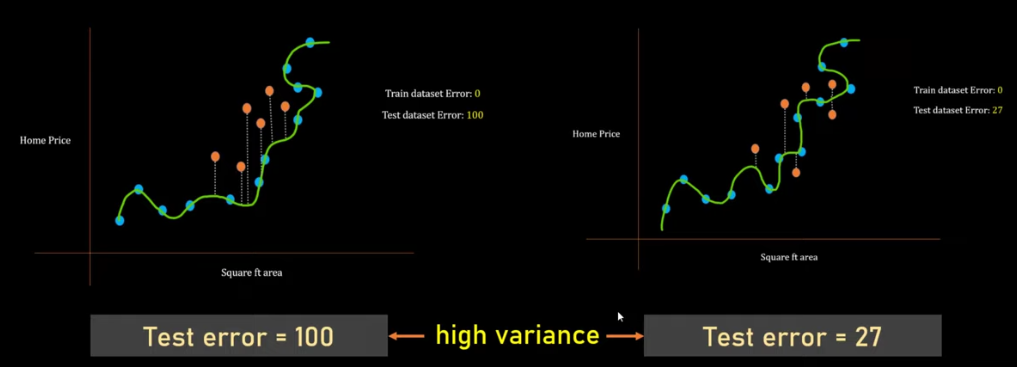 Home Price
Train dataset Error: 0
Test dataset Error: 100
Square ft area
Home Price
Train dataset Error: 0
Test dataset Error: 27
Square ft area
Test error = 100
high variance
Test error = 27